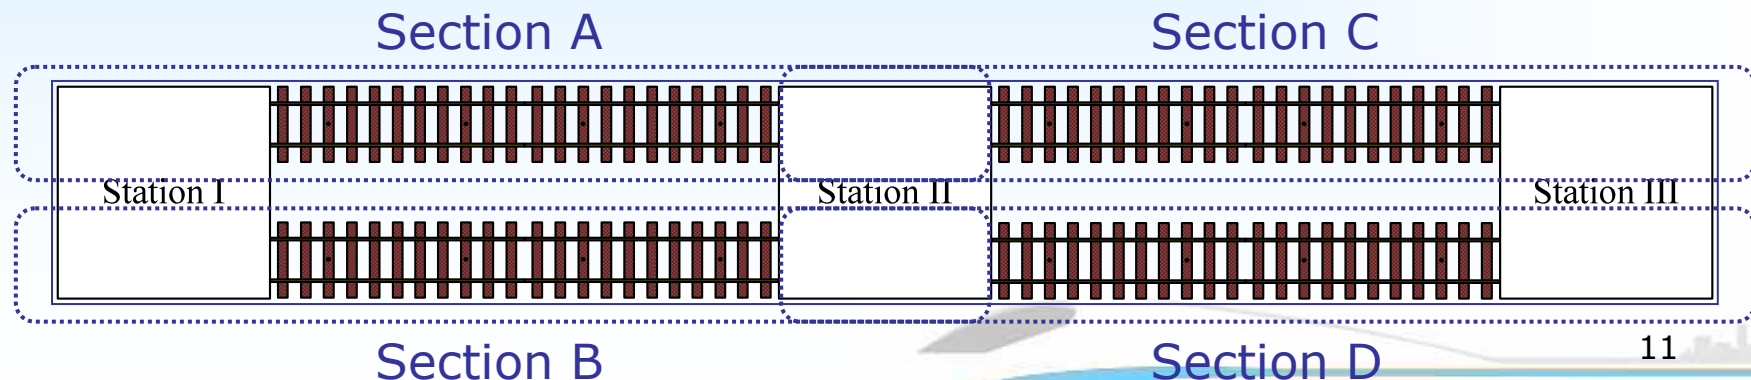 Section A
Section C
Station I
Station II
Station III
Section B
Section D
11